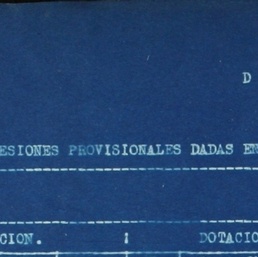 D
ESIONES PROVISIONALES DADAS EN
CION. DOTACIO